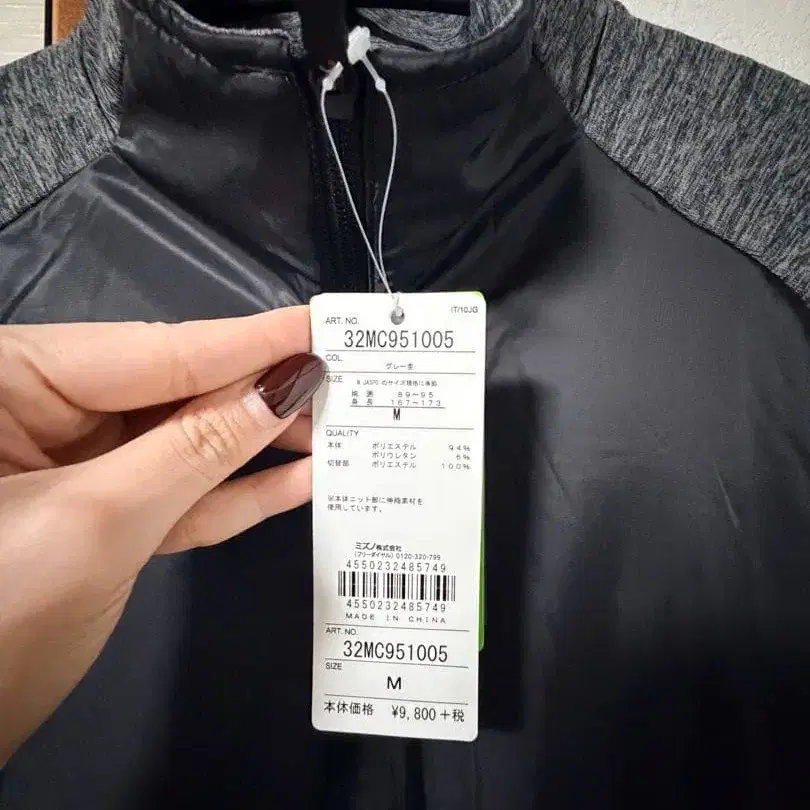 IT/10JG
ART. NO.
32MC951005
COL.
グレー杢
SIZE
※ JASPO のサイズ規格に準拠
胸 囲 89～95
身 長 167～173
M
QUALITY
本体 ポリエステル 94%
ポリウレタン 6%
切替部 ポリエステル 100%
※本体ニット部に伸縮素材を
使用しています。
ミズノ株式会社
(フリーダイヤル) 0120-320-799
4550232485749
4550232485749
MADE IN CHINA
ART. NO.
32MC951005
SIZE
M
本体価格 ¥9,800+税